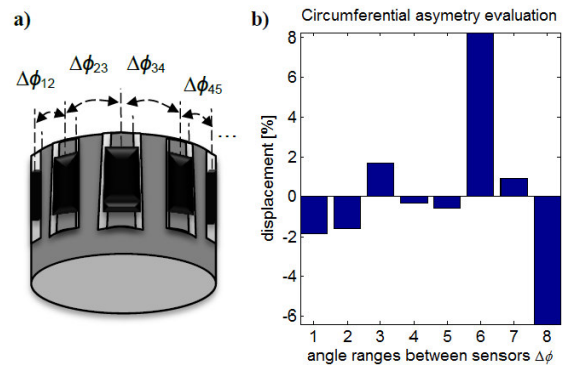 a)
Δϕ12
Δϕ23
Δϕ34
Δϕ45
...
b)
Circumferential asymetry evaluation
displacement [%]
8
6
4
2
0
-2
-4
-6
1 2 3 4 5 6 7 8
angle ranges between sensors Δϕ